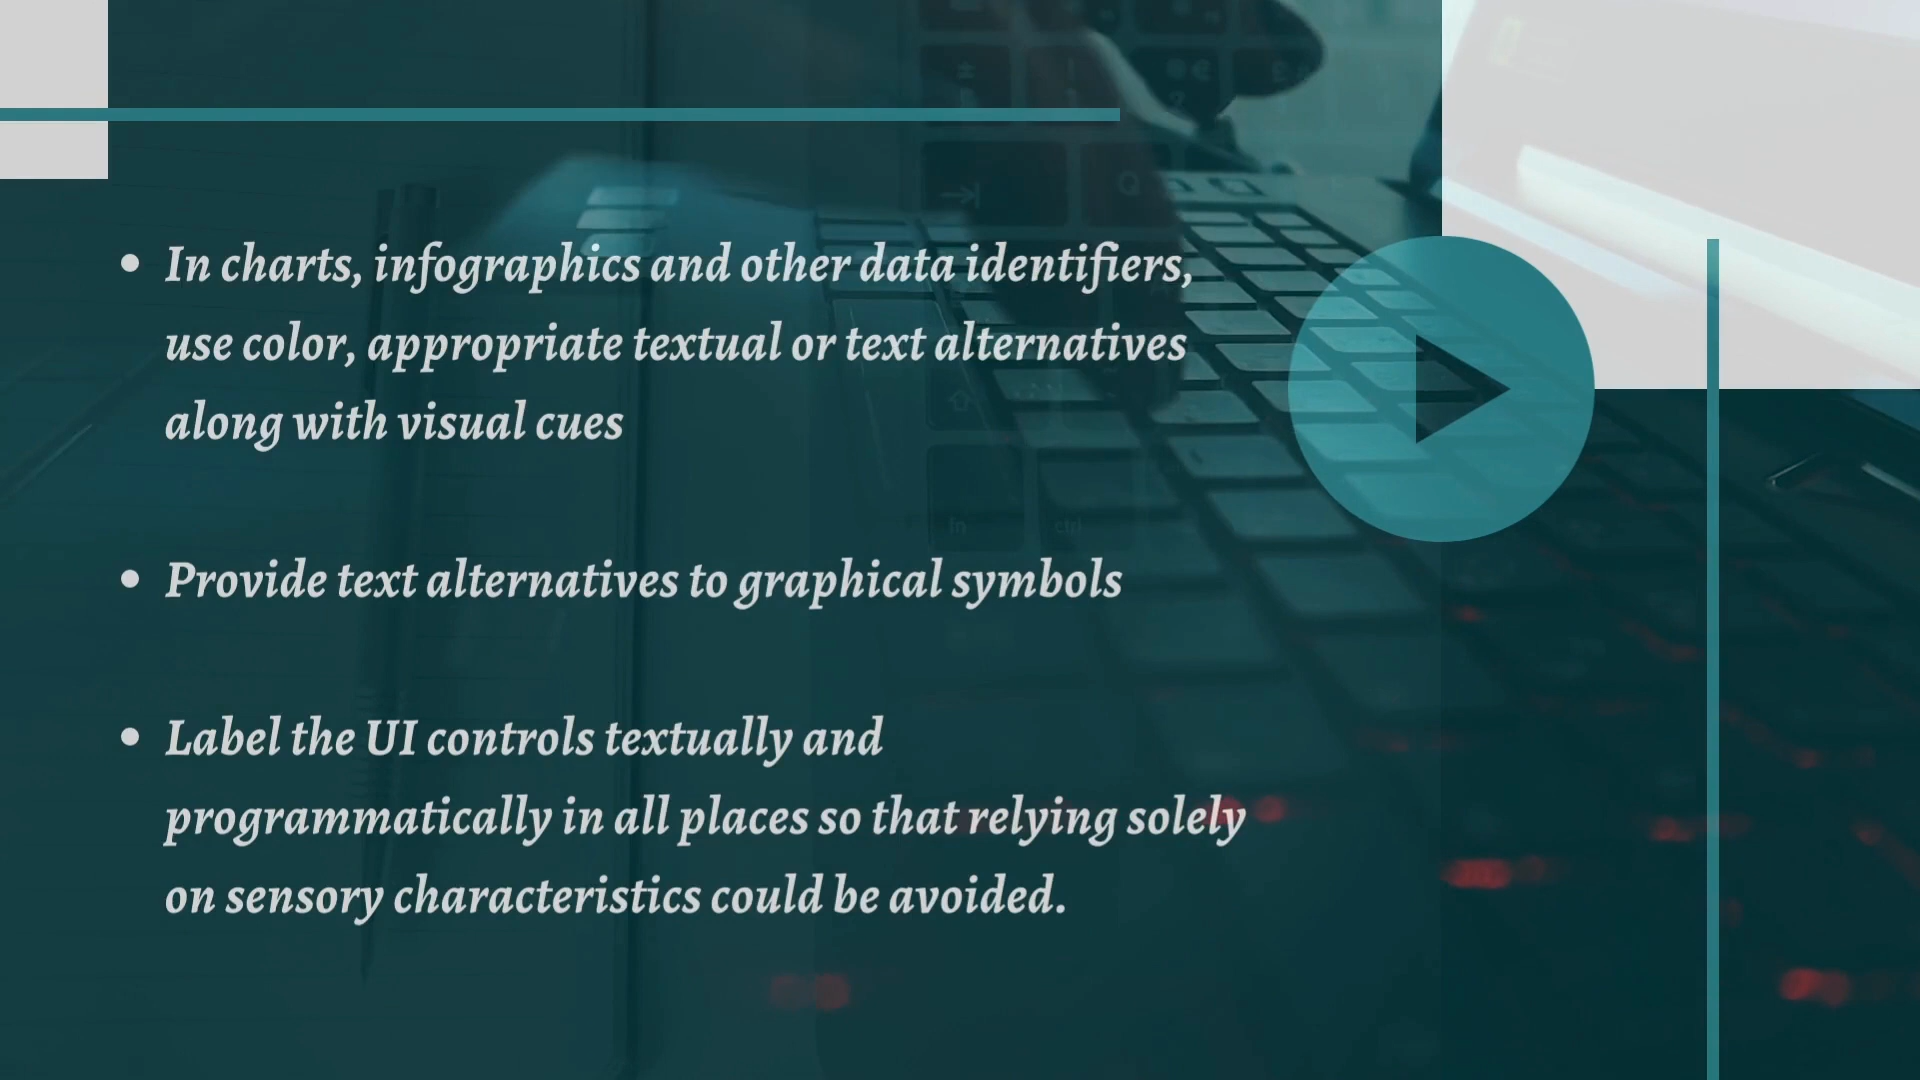 • In charts, infographics and other data identifiers,
use color, appropriate textual or text alternatives
along with visual cues
• Provide text alternatives to graphical symbols
• Label the UI controls textually and
programmatically in all places so that relying solely
on sensory characteristics could be avoided.
fn
ctrl